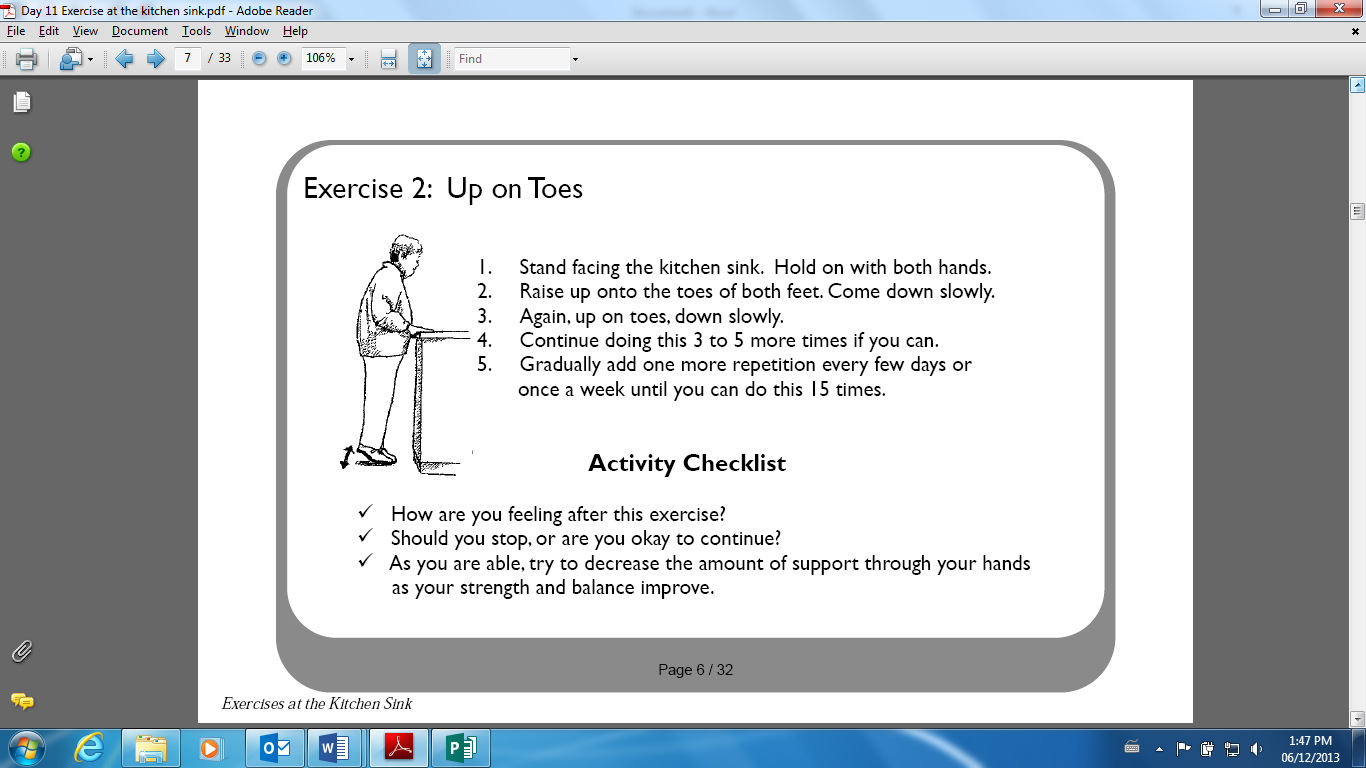 Day 11 Exercise at the kitchen sink.pdf - Adobe Reader
File Edit View Document Tools Window Help
7 / 33 106% Find
Exercise 2: Up on Toes
1. Stand facing the kitchen sink. Hold on with both hands.
2. Raise up onto the toes of both feet. Come down slowly.
3. Again, up on toes, down slowly.
4. Continue doing this 3 to 5 more times if you can.
5. Gradually add one more repetition every few days or
once a week until you can do this 15 times.
Activity Checklist
✓ How are you feeling after this exercise?
✓ Should you stop, or are you okay to continue?
✓ As you are able, try to decrease the amount of support through your hands
as your strength and balance improve.
Page 6 / 32
Exercises at the Kitchen Sink
1:47 PM
06/12/2013